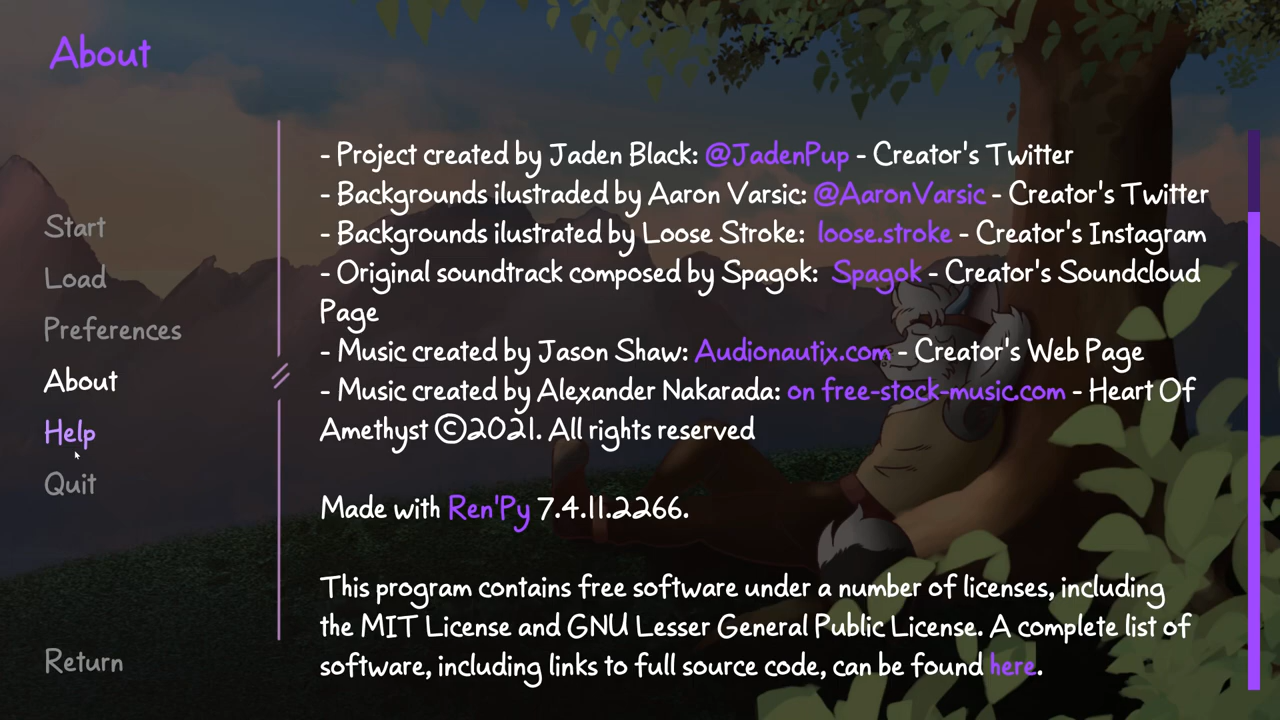 About
Start
Load
Preferences
About
Help
Quit
Return
- Project created by Jaden Black: @JadenPup - Creator's Twitter
- Backgrounds ilustraded by Aaron Varsic: @AaronVarsic - Creator's Twitter
- Backgrounds ilustrated by Loose Stroke: loose.stroke - Creator's Instagram
- Original soundtrack composed by Spagok: Spagok - Creator's Soundcloud
Page
- Music created by Jason Shaw: Audionautix.com - Creator's Web Page
- Music created by Alexander Nakarada: on free-stock-music.com - Heart Of
Amethyst ©2021. All rights reserved
Made with Ren'Py 7.4.11.2266.
This program contains free software under a number of licenses, including
the MIT License and GNU Lesser General Public License. A complete list of
software, including links to full source code, can be found here.